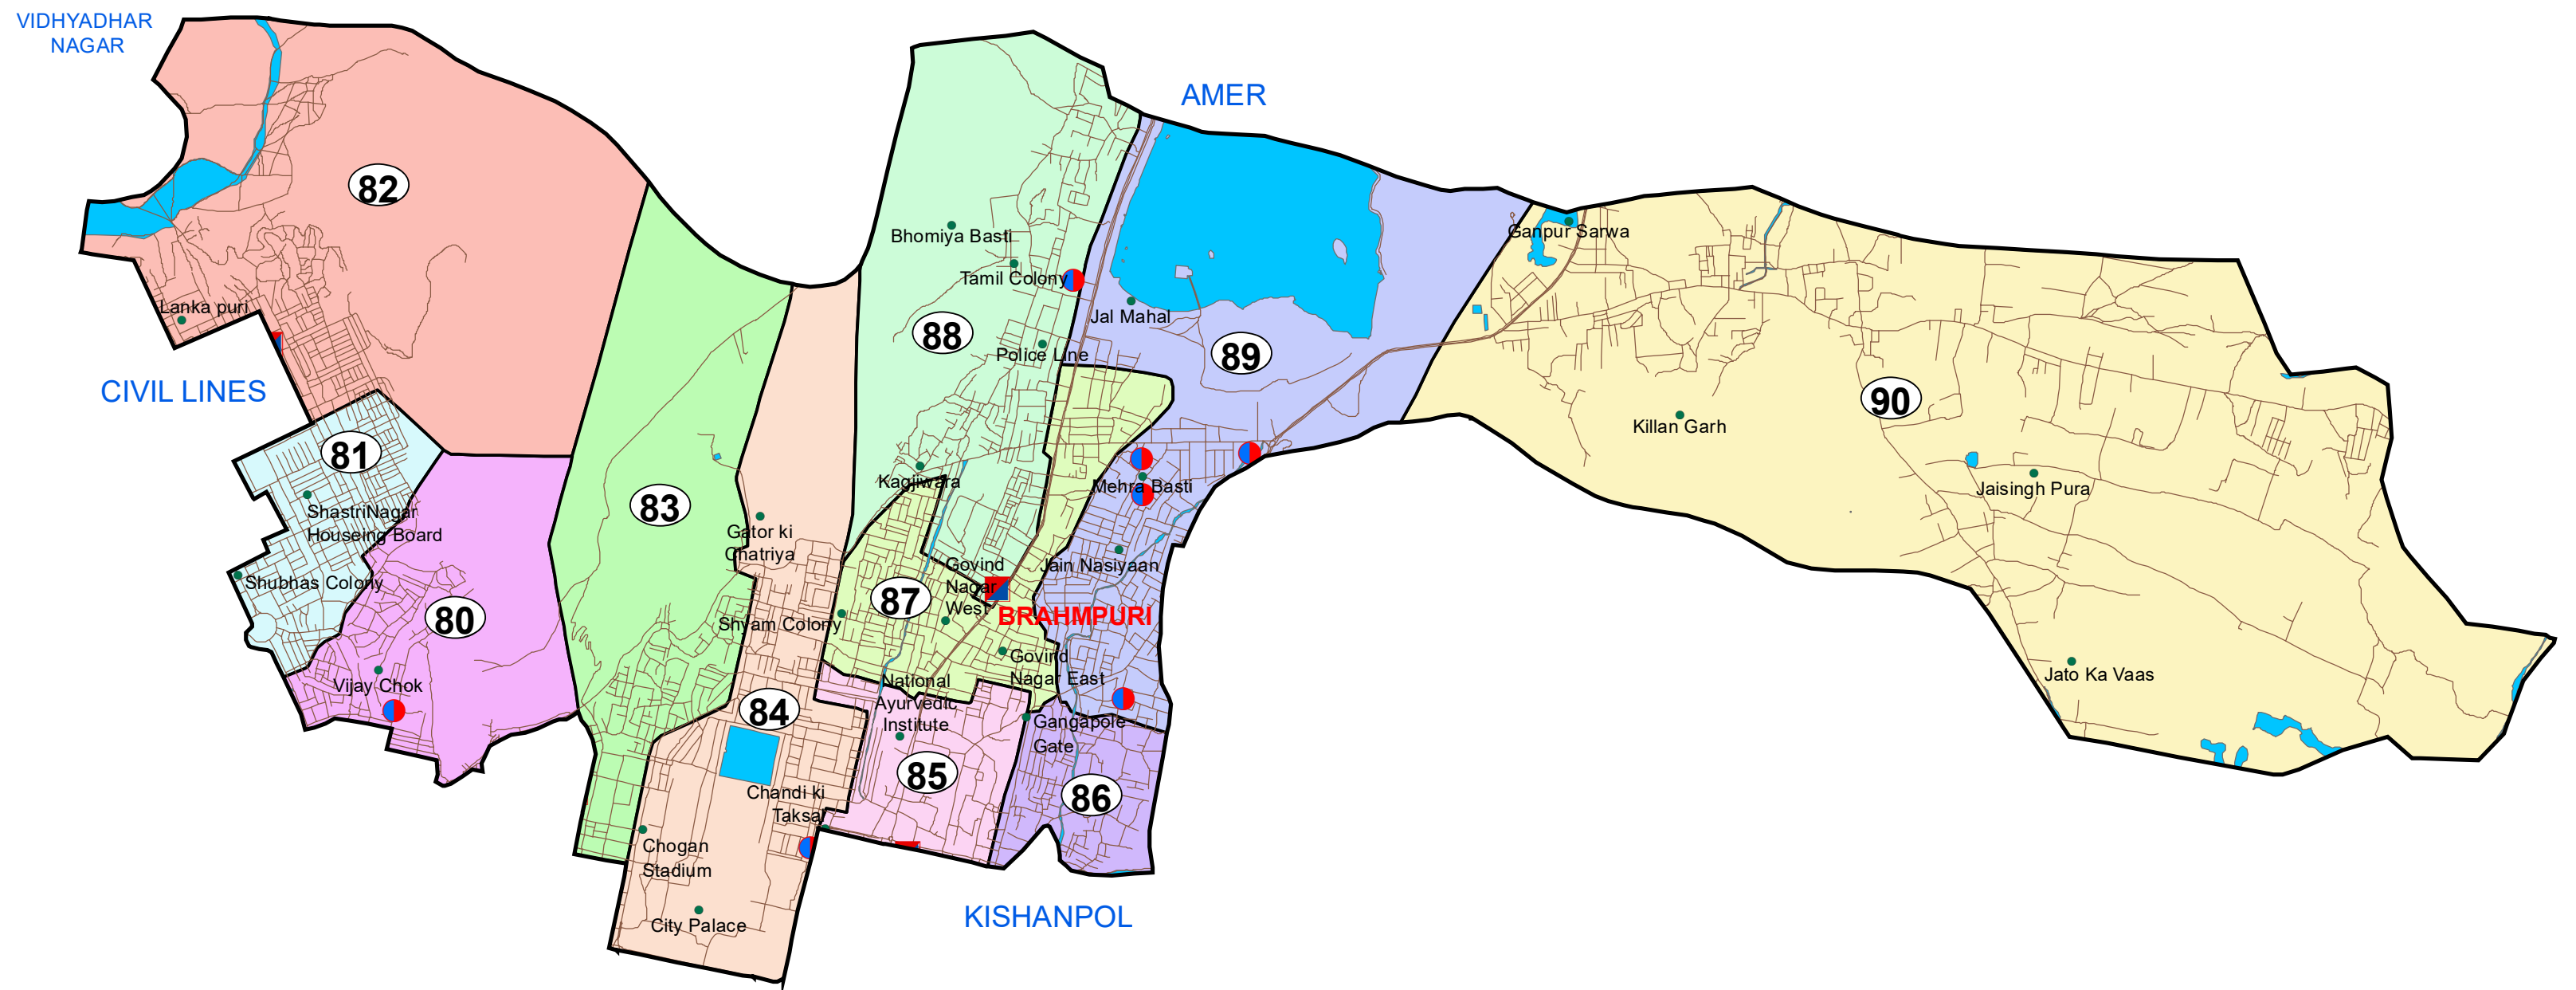 VIDHYADHAR
NAGAR
AMER
82
Bhomiya Basti
Ganpur Sarwa
Tamil Colony
Lanka puri
Jal Mahal
88
Police Line
89
CIVIL LINES
90
Killan Garh
81
Kagjiwara
Mehra Basti
Jaisingh Pura
ShastriNagar
Houseing Board
83
Gator ki
Chatriya
Govind
Nagar
West
Jain Nasiyaan
Shubhas Colony
80
87
BRAHMPURI
Shyam Colony
Govind
Nagar East
Jato Ka Vaas
Vijay Chok
National
Ayurvedic
Institute
84
Gangapole
Gate
85
86
Chandi ki
Taksal
Chogan
Stadium
City Palace
KISHANPOL